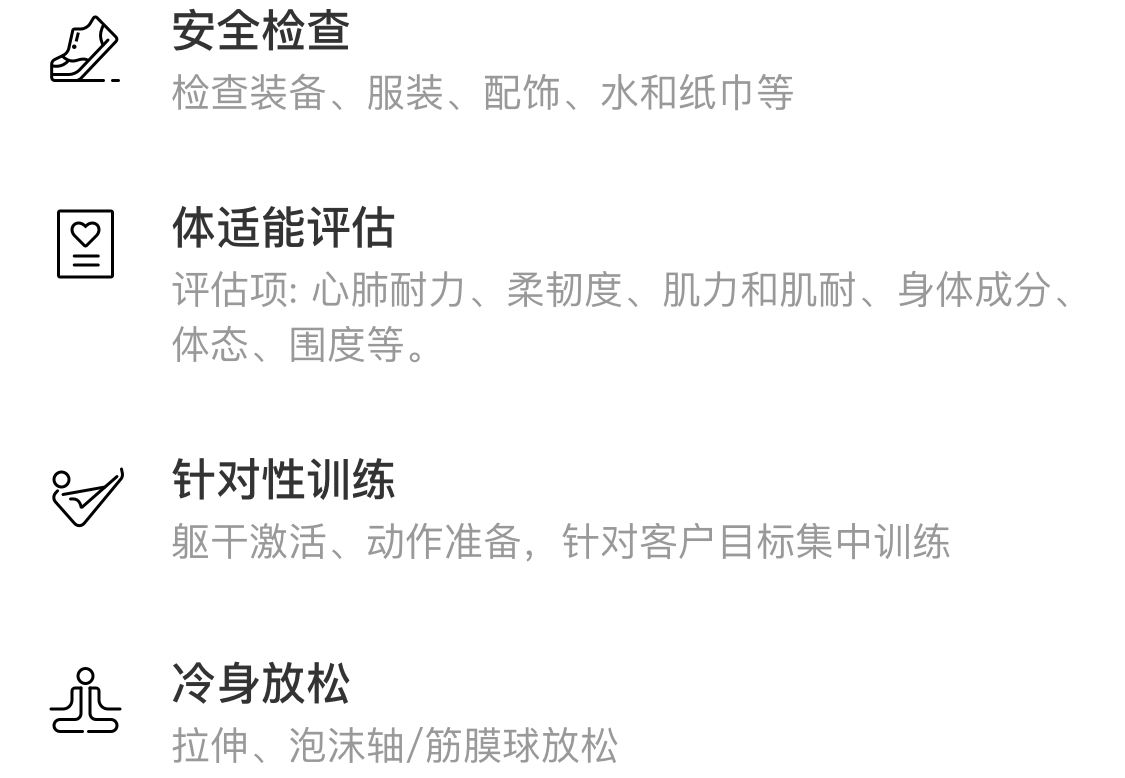 安全检查
检查装备、服装、配饰、水和纸巾等
体适能评估
评估项: 心肺耐力、柔韧度、肌力和肌耐、身体成分、
体态、围度等。
针对性训练
躯干激活、动作准备，针对客户目标集中训练
冷身放松
拉伸、泡沫轴/筋膜球放松